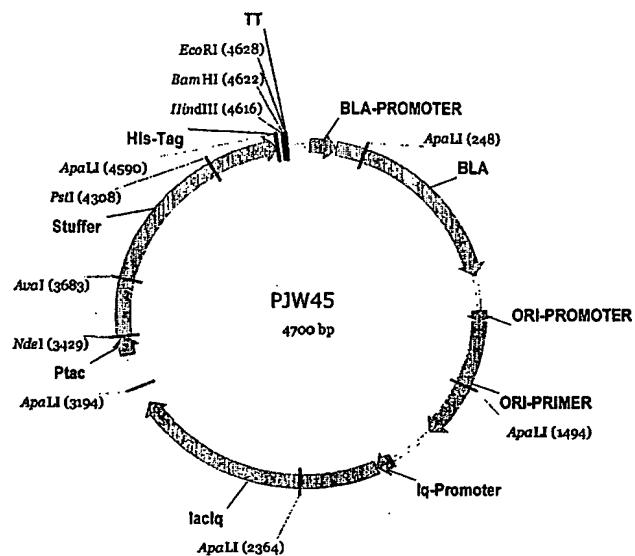 TT
EcoRI (4628)
BamHI (4622)
HindIII (4616)
HIs-Tag
ApaLI (4590)
PstI (4308)
Stuffer
AvaI (3683)
NdeI (3429)
Ptac
ApaLI (3194)
BLA-PROMOTER
ApaLI (248)
BLA
PJW45
4700 bp
ORI-PROMOTER
ORI-PRIMER
ApaLI (1494)
Iq-Promoter
lacIq
ApaLI (2364)